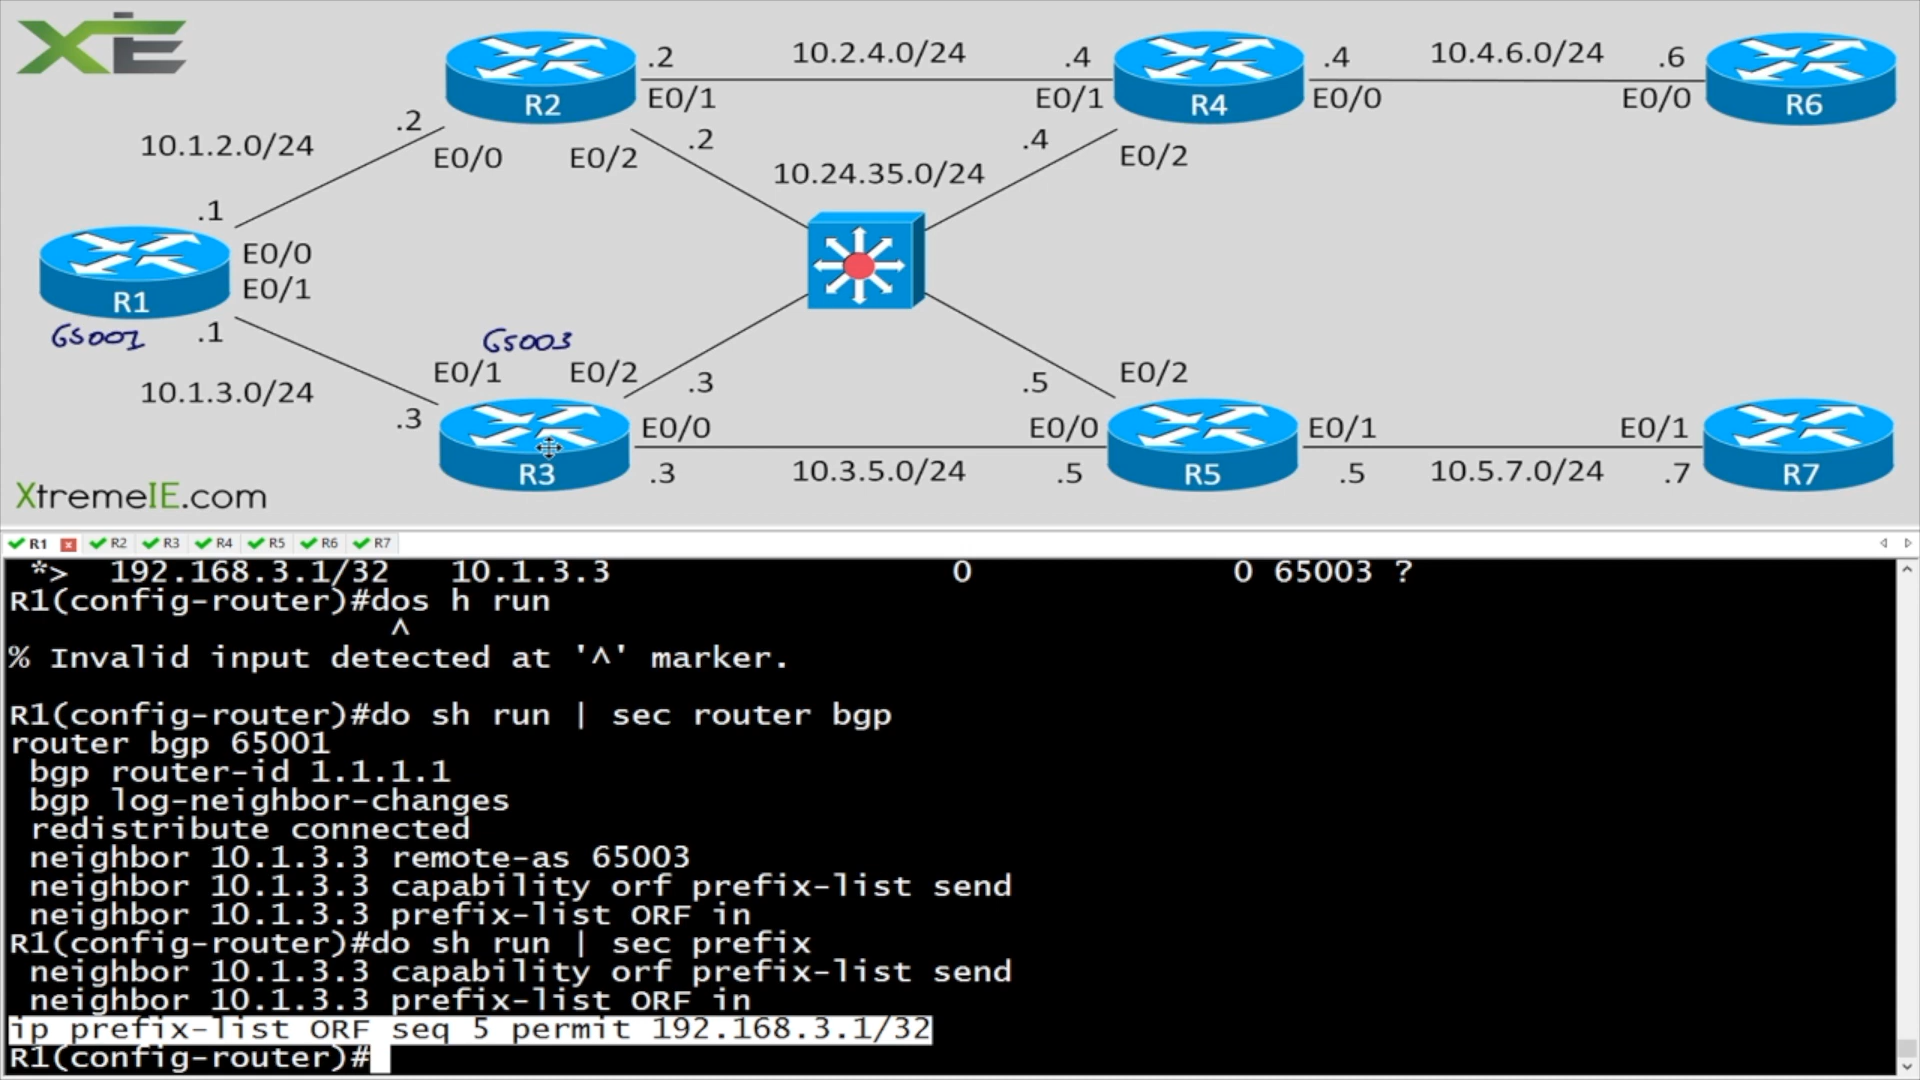 XIE
R2
.2
10.2.4.0/24
.4
R4
.4
10.4.6.0/24
.6
R6
E0/1
E0/1
E0/0
E0/0
10.1.2.0/24
.2
E0/0
E0/2
.2
.4
E0/2
10.24.35.0/24
.1
E0/0
E0/1
R1
65001
.1
65003
E0/1
E0/2
.3
.5
E0/2
10.1.3.0/24
.3
E0/0
E0/0
E0/1
E0/1
R3
.3
10.3.5.0/24
.5
R5
.5
10.5.7.0/24
.7
R7
XtremeIE.com
R1 R2 R3 R4 R5 R6 R7
*> 192.168.3.1/32 10.1.3.3 0 0 65003 ?
R1(config-router)#dos h run
^
% Invalid input detected at '^' marker.
R1(config-router)#do sh run | sec router bgp
router bgp 65001
bgp router-id 1.1.1.1
bgp log-neighbor-changes
redistribute connected
neighbor 10.1.3.3 remote-as 65003
neighbor 10.1.3.3 capability orf prefix-list send
neighbor 10.1.3.3 prefix-list ORF in
R1(config-router)#do sh run | sec prefix
neighbor 10.1.3.3 capability orf prefix-list send
neighbor 10.1.3.3 prefix-list ORF in
ip prefix-list ORF seq 5 permit 192.168.3.1/32
R1(config-router)#